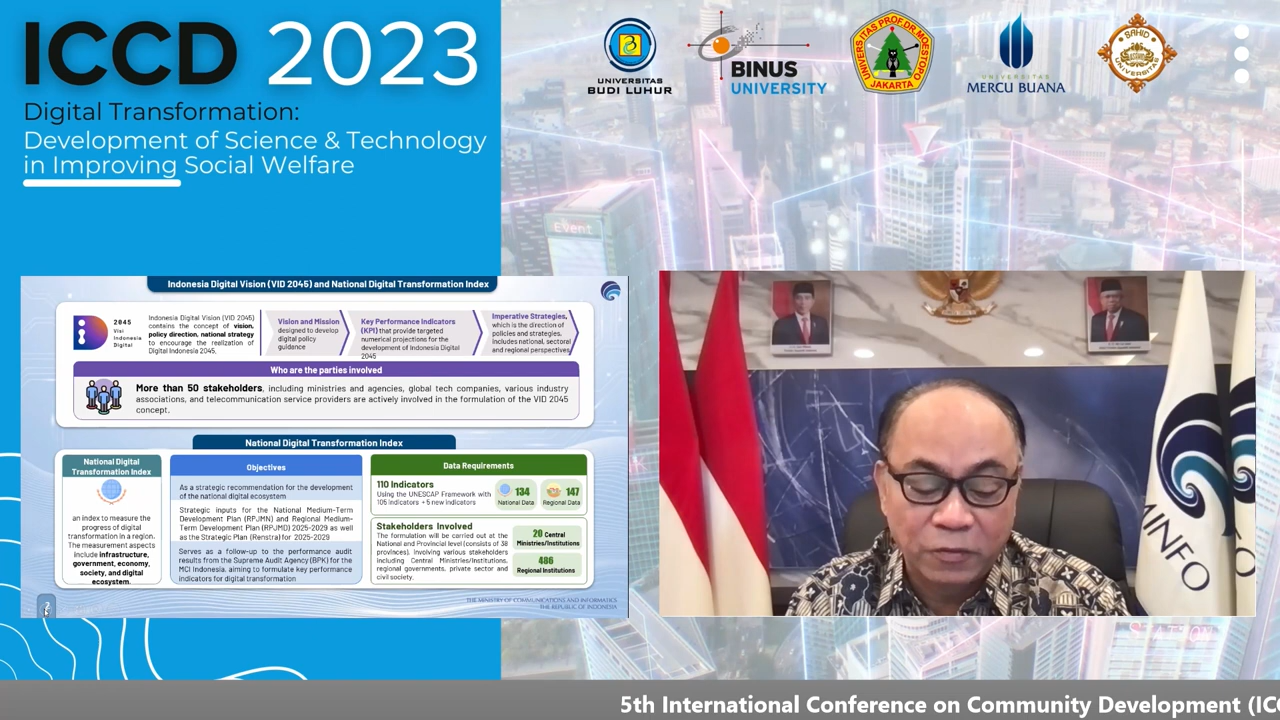 ICCD 2023
Digital Transformation:
Development of Science & Technology
in Improving Social Welfare
UNIVERSITAS
BUDI LUHUR
BINUS
UNIVERSITY
UNIVERSITAS PROF.DR.MOESTOPO
JAKARTA
UNIVERSITAS
MERCU BUANA
SAHID
UNIVERSITAS
Event
Indonesia Digital Vision (VID 2045) and National Digital Transformation Index
2045
Visi
Indonesia
Digital
Indonesia Digital Vision (VID 2045)
contains the concept of vision,
policy direction, national strategy
to encourage the realization of
Digital Indonesia 2045.
Vision and Mission
designed to develop
digital policy
guidance
Key Performance Indicators
(KPI) that provide targeted
numerical projections for the
development of Indonesia Digital
2045
Imperative Strategies,
which is the direction of
policies and strategies,
includes national, sectoral
and regional perspectives
Who are the parties involved
More than 50 stakeholders, including ministries and agencies, global tech companies, various industry
associations, and telecommunication service providers are actively involved in the formulation of the VID 2045
concept.
National Digital Transformation Index
National Digital
Transformation Index
an index to measure the
progress of digital
transformation in a region.
The measurement aspects
include infrastructure,
government, economy,
society, and digital
ecosystem.
Objectives
As a strategic recommendation for the development
of the national digital ecosystem
Strategic inputs for the National Medium-Term
Development Plan (RPJMN) and Regional Medium-
Term Development Plan (RPJMD) 2025-2029 as well
as the Strategic Plan (Renstra) for 2025-2029
Serves as a follow-up to the performance audit
results from the Supreme Audit Agency (BPK) for the
MCI Indonesia, aiming to formulate key performance
indicators for digital transformation
Data Requirements
110 Indicators
Using the UNESCAP Framework with
105 indicators + 5 new indicators
134
National Data
147
Regional Data
Stakeholders Involved
The formulation will be carried out at the
National and Provincial level (consists of 38
provinces), involving various stakeholders
including Central Ministries/Institutions,
regional governments, private sector and
civil society.
20 Central
Ministries/Institutions
486
Regional Institutions
THE MINISTRY OF COMMUNICATIONS AND INFORMATICS
THE REPUBLIC OF INDONESIA
MINFO
STATION
5th International Conference on Community Development (ICC